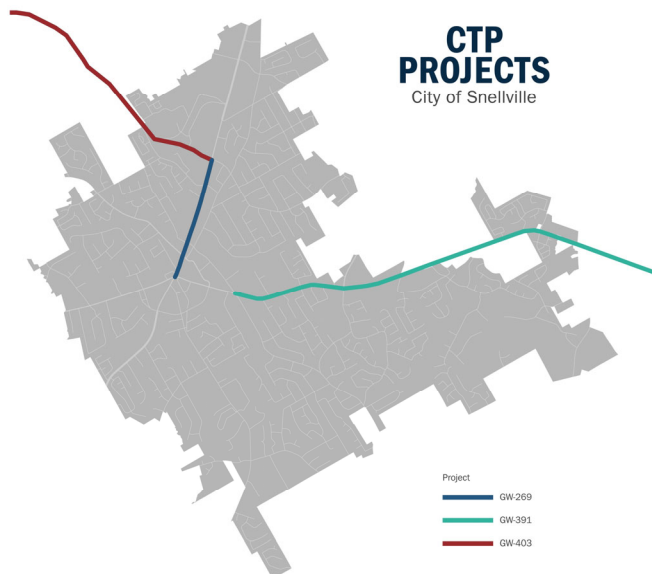 CTP
PROJECTS
City of Snellville
Project
GW-269
GW-391
GW-403